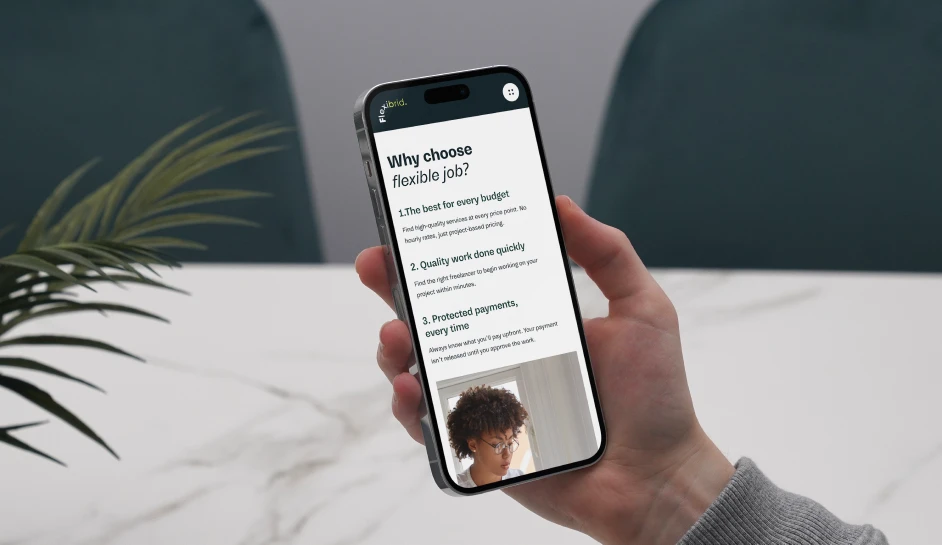 Flexibrid.
Why choose
flexible job?
1.The best for every budget
Find high-quality services at every price point. No
hourly rates, just project-based pricing.
2. Quality work done quickly
Find the right freelancer to begin working on your
project within minutes.
3. Protected payments,
every time
Always know what you'll pay upfront. Your payment
isn't released until you approve the work.